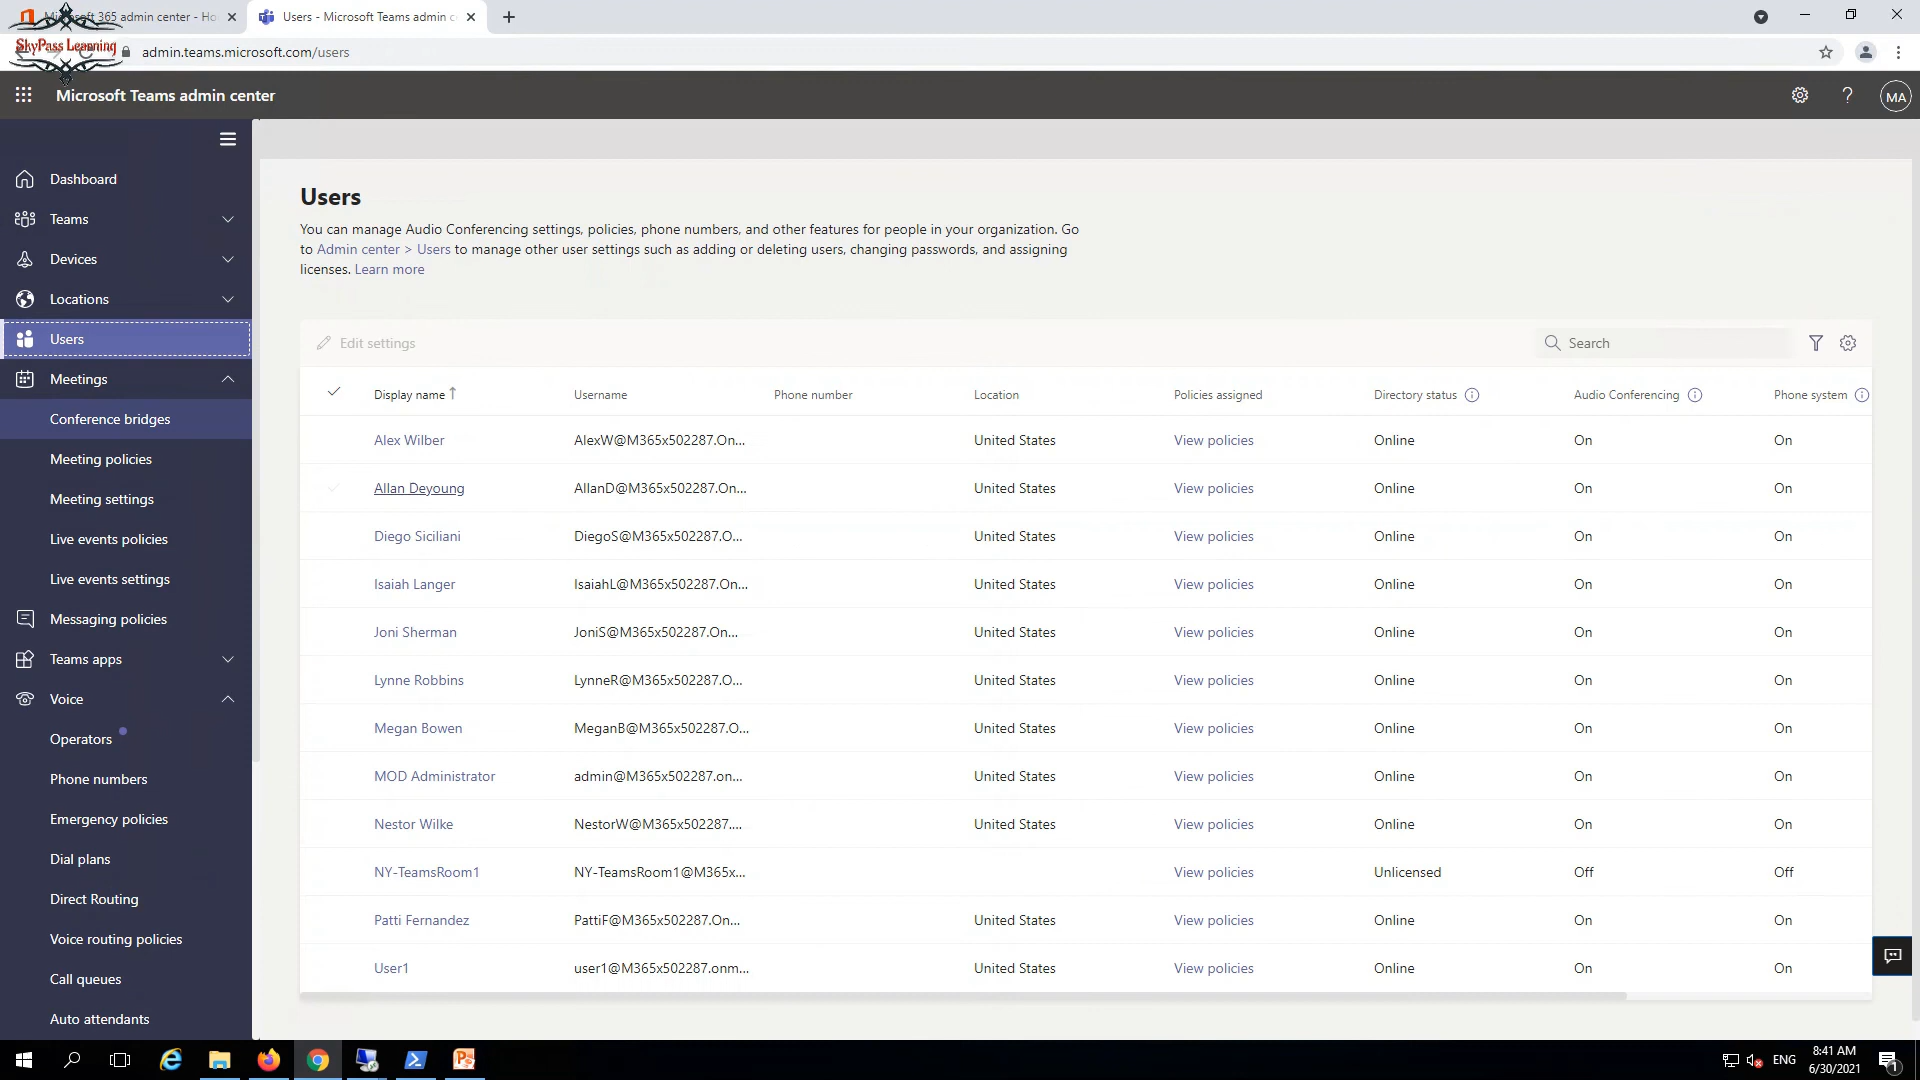 Microsoft 365 admin center - Ho
Users - Microsoft Teams admin c
SkyPass Learning
admin.teams.microsoft.com/users
Microsoft Teams admin center
MA
Dashboard
Teams
Devices
Locations
Users
Meetings
Conference bridges
Meeting policies
Meeting settings
Live events policies
Live events settings
Messaging policies
Teams apps
Voice
Operators
Phone numbers
Emergency policies
Dial plans
Direct Routing
Voice routing policies
Call queues
Auto attendants
Users
You can manage Audio Conferencing settings, policies, phone numbers, and other features for people in your organization. Go
to Admin center > Users to manage other user settings such as adding or deleting users, changing passwords, and assigning
licenses. Learn more
Edit settings
Search
Display name Username Phone number Location Policies assigned Directory status Audio Conferencing Phone system
Alex Wilber AlexW@M365x502287.On... United States View policies Online On On
Allan Deyoung AllanD@M365x502287.On... United States View policies Online On On
Diego Siciliani DiegoS@M365x502287.O... United States View policies Online On On
Isaiah Langer IsaiahL@M365x502287.On... United States View policies Online On On
Joni Sherman JoniS@M365x502287.On... United States View policies Online On On
Lynne Robbins LynneR@M365x502287.O... United States View policies Online On On
Megan Bowen MeganB@M365x502287.O... United States View policies Online On On
MOD Administrator admin@M365x502287.on... United States View policies Online On On
Nestor Wilke NestorW@M365x502287.... United States View policies Online On On
NY-TeamsRoom1 NY-TeamsRoom1@M365x... View policies Unlicensed Off Off
Patti Fernandez PattiF@M365x502287.On... United States View policies Online On On
User1 user1@M365x502287.onm... United States View policies Online On On
ENG
8:41 AM
6/30/2021
1